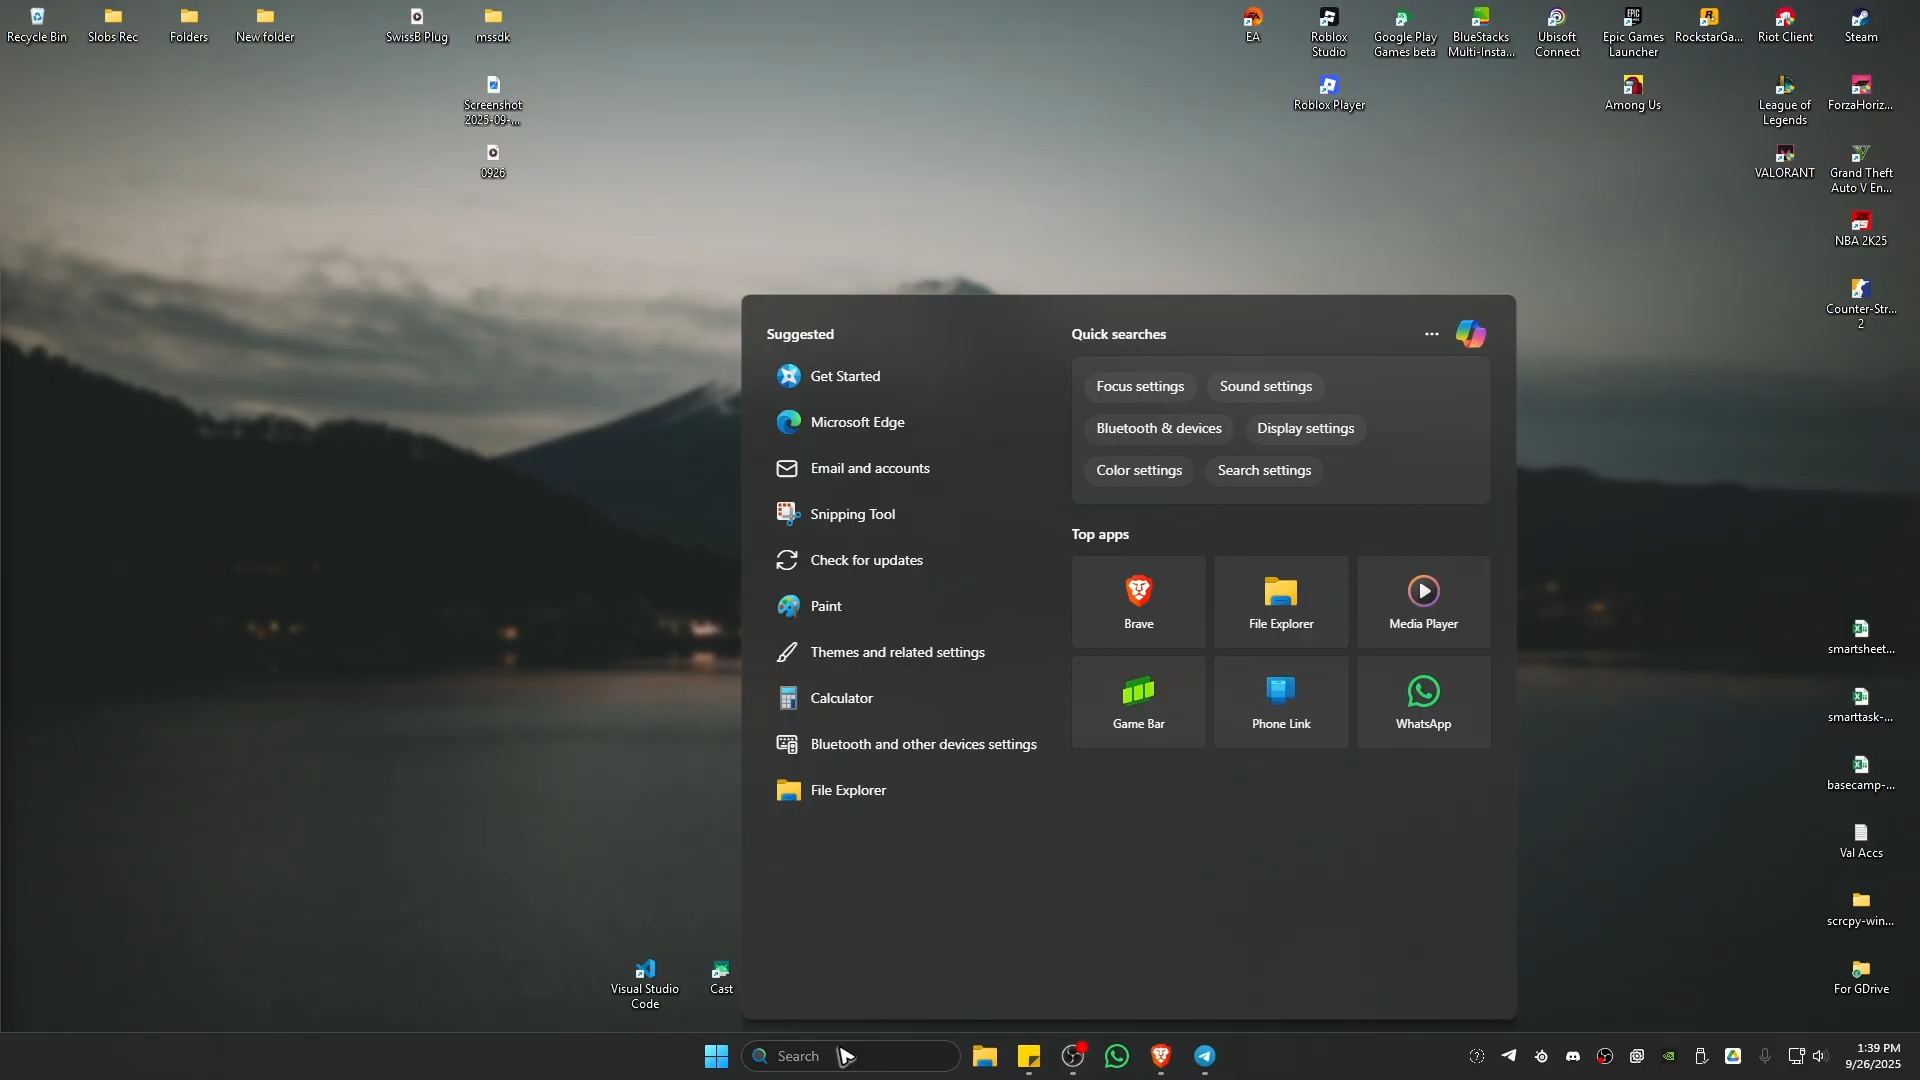 Recycle Bin
Slobs Rec
Folders
New folder
SwissB Plug
mssdk
Screenshot
2025-09-...
0926
EA
Roblox
Studio
Google Play
Games beta
BlueStacks
Multi-Insta...
Ubisoft
Connect
Epic Games
Launcher
RockstarGa...
Riot Client
Steam
Roblox Player
Among Us
League of
Legends
ForzaHoriz...
VALORANT
Grand Theft
Auto V En...
NBA 2K25
Counter-Str...
2
Suggested
Get Started
Microsoft Edge
Email and accounts
Snipping Tool
Check for updates
Paint
Themes and related settings
Calculator
Bluetooth and other devices settings
File Explorer
Quick searches
Focus settings
Sound settings
Bluetooth & devices
Display settings
Color settings
Search settings
Top apps
Brave
File Explorer
Media Player
Game Bar
Phone Link
WhatsApp
smartsheet...
smarttask-...
basecamp-...
Val Accs
scrcpy-win...
For GDrive
Visual Studio
Code
Cast
Search
1:39 PM
9/26/2025